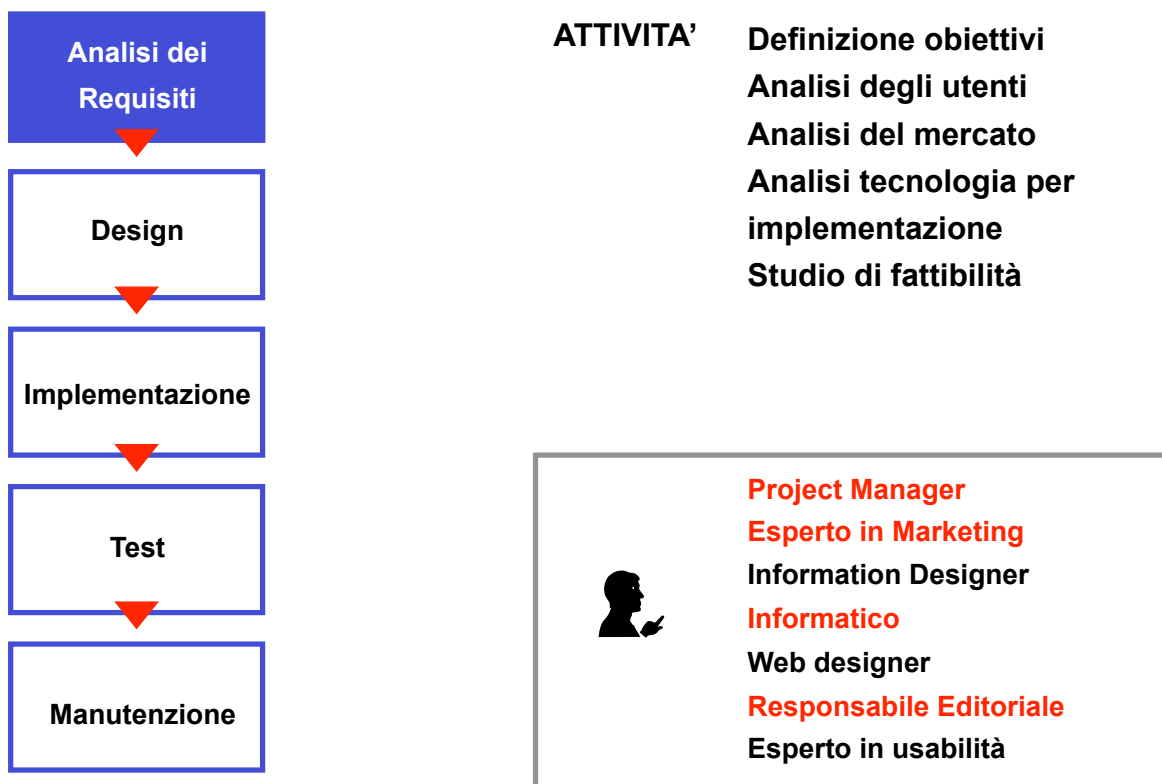 Analisi dei
Requisiti
Design
Implementazione
Test
Manutenzione
ATTIVITA’
Definizione obiettivi
Analisi degli utenti
Analisi del mercato
Analisi tecnologia per
implementazione
Studio di fattibilità
Project Manager
Esperto in Marketing
Information Designer
Informatico
Web designer
Responsabile Editoriale
Esperto in usabilità